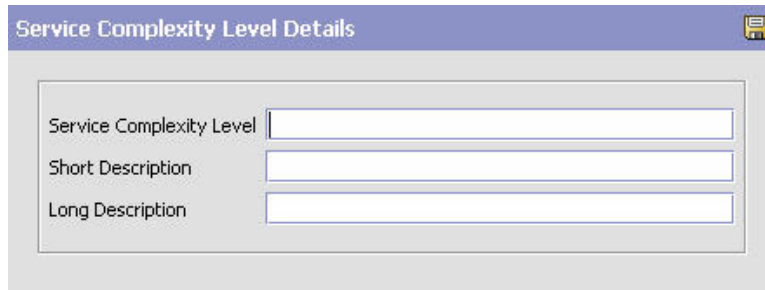 Service Complexity Level Details
Service Complexity Level
Short Description
Long Description